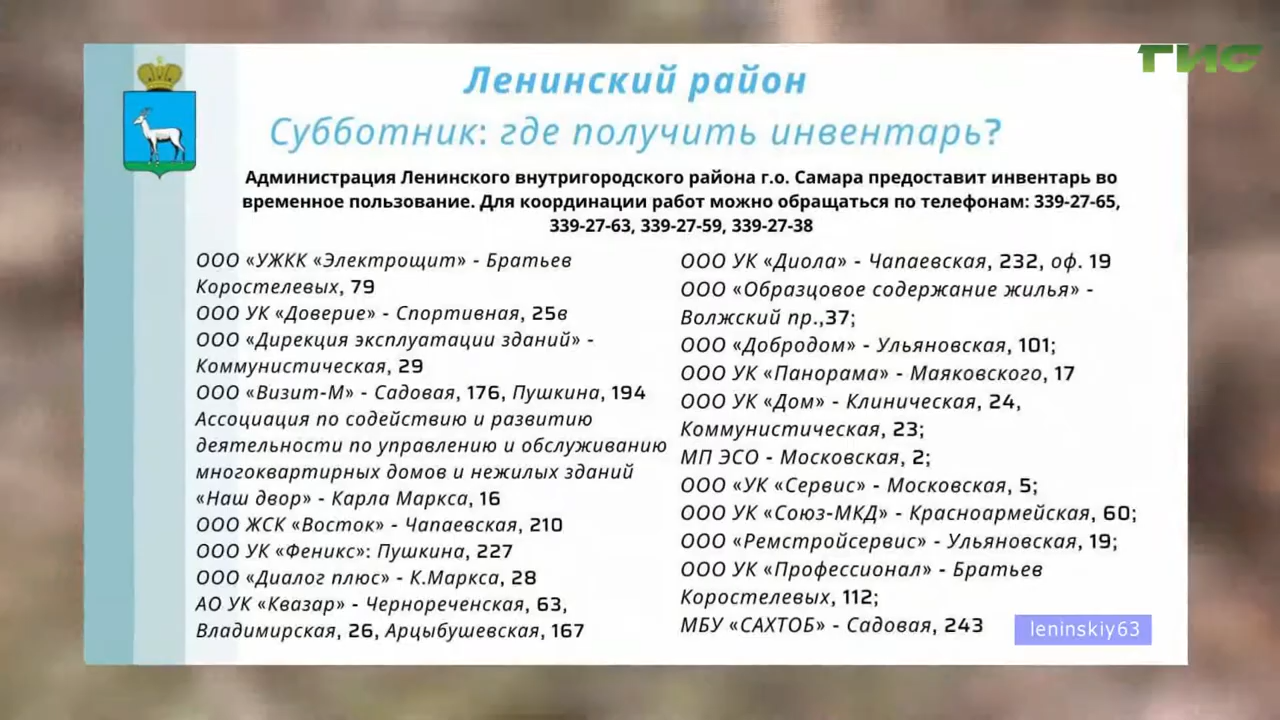 ГИС
Ленинский район
Субботник: где получить инвентарь?
Администрация Ленинского внутригородского района г.о. Самара предоставит инвентарь во
временное пользование. Для координации работ можно обращаться по телефонам: 339-27-65,
339-27-63, 339-27-59, 339-27-38
ООО «УЖКК «Электрощит» - Братьев
Коростелевых, 79
ООО УК «Доверие» - Спортивная, 25в
ООО «Дирекция эксплуатации зданий» -
Коммунистическая, 29
ООО «Визит-М» - Садовая, 176, Пушкина, 194
Ассоциация по содействию и развитию
деятельности по управлению и обслуживанию
многоквартирных домов и нежилых зданий
«Наш двор» - Карла Маркса, 16
ООО ЖСК «Восток» - Чапаевская, 210
ООО УК «Феникс»: Пушкина, 227
ООО «Диалог плюс» - К.Маркса, 28
АО УК «Квазар» - Чернореченская, 63,
Владимирская, 26, Арцыбушевская, 167
ООО УК «Диола» - Чапаевская, 232, оф. 19
ООО «Образцовое содержание жилья» -
Волжский пр.,37;
ООО «Добродом» - Ульяновская, 101;
ООО УК «Панорама» - Маяковского, 17
ООО УК «Дом» - Клиническая, 24,
Коммунистическая, 23;
МП ЭСО - Московская, 2;
ООО «УК «Сервис» - Московская, 5;
ООО УК «Союз-МКД» - Красноармейская, 60;
ООО «Ремстройсервис» - Ульяновская, 19;
ООО УК «Профессионал» - Братьев
Коростелевых, 112;
МБУ «САХТОБ» - Садовая, 243
leninskiy63